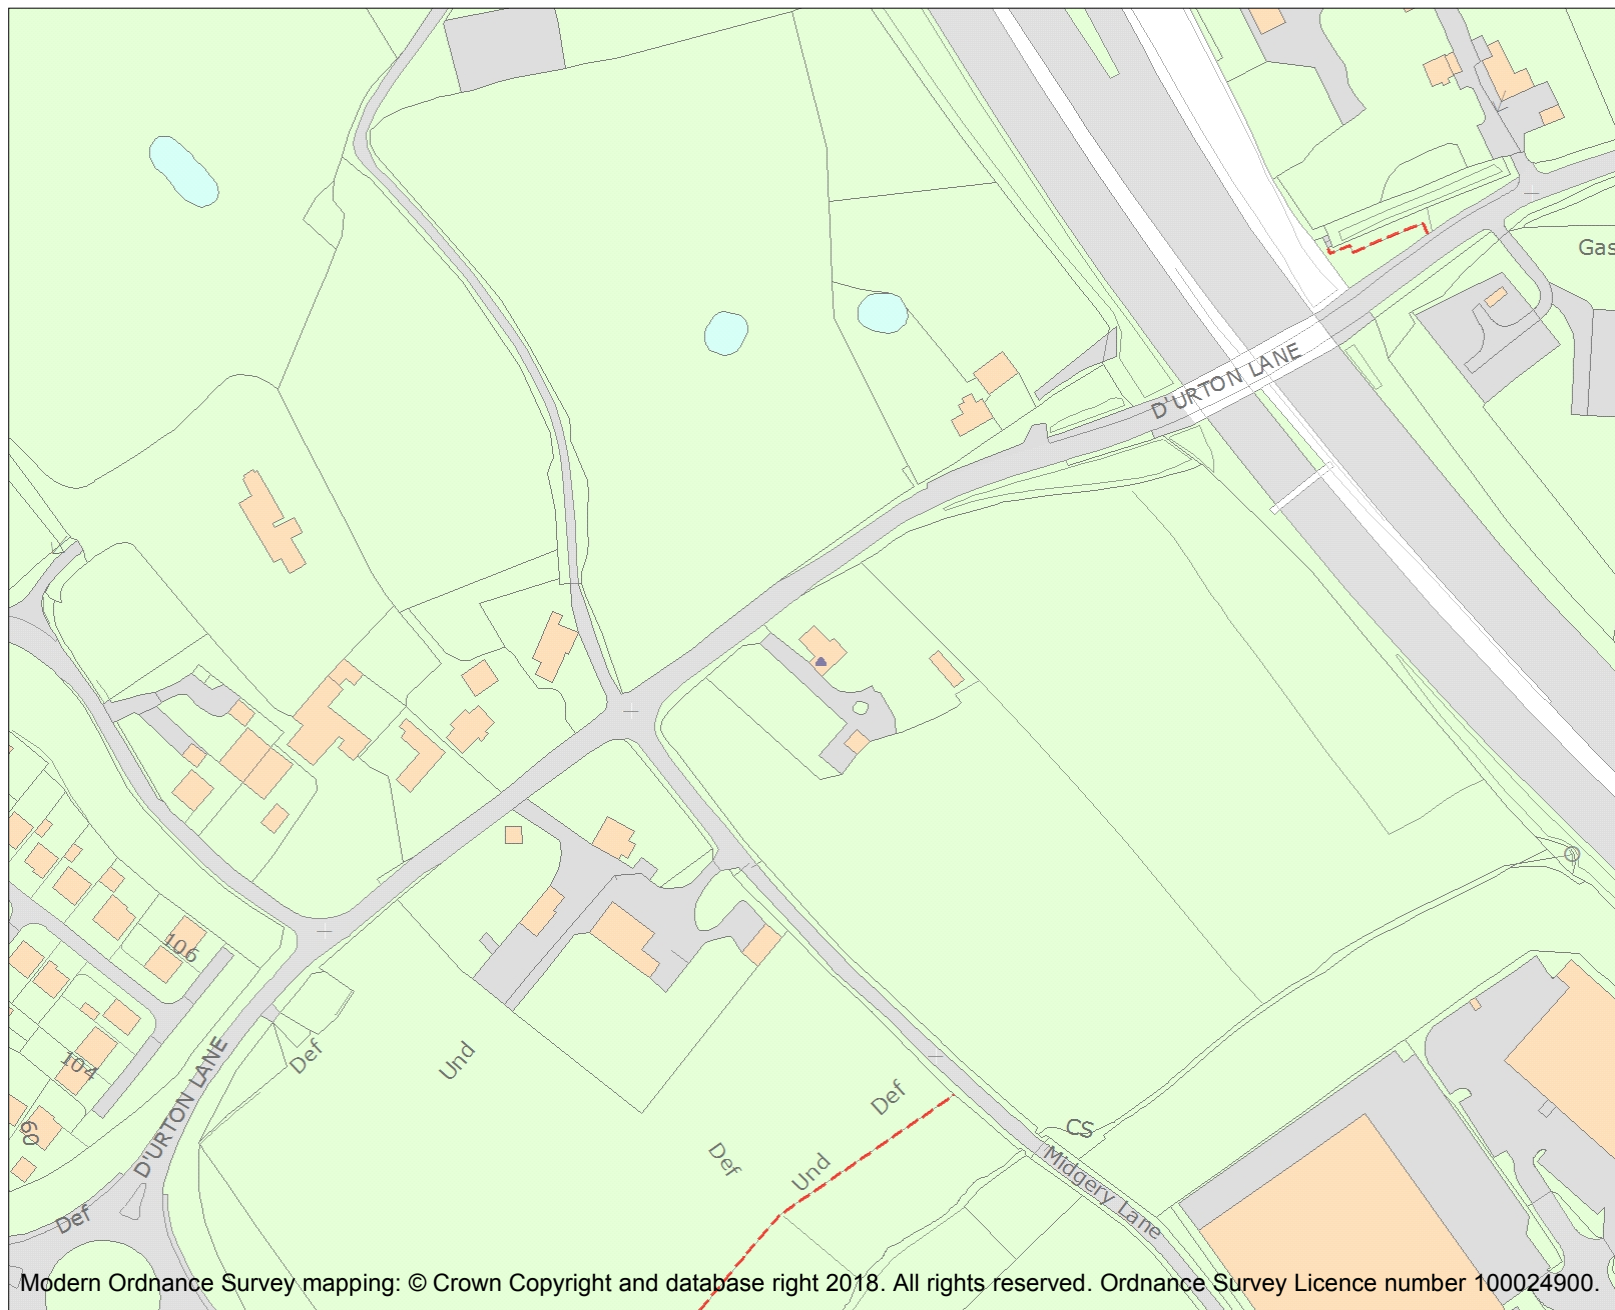 Gas
D'URTON LANE
106
104
60
D'URTON LANE
Def
Und
Def
Def
Und
Def
CS
Midgery Lane
Modern Ordnance Survey mapping: © Crown Copyright and database right 2018. All rights reserved. Ordnance Survey Licence number 100024900.